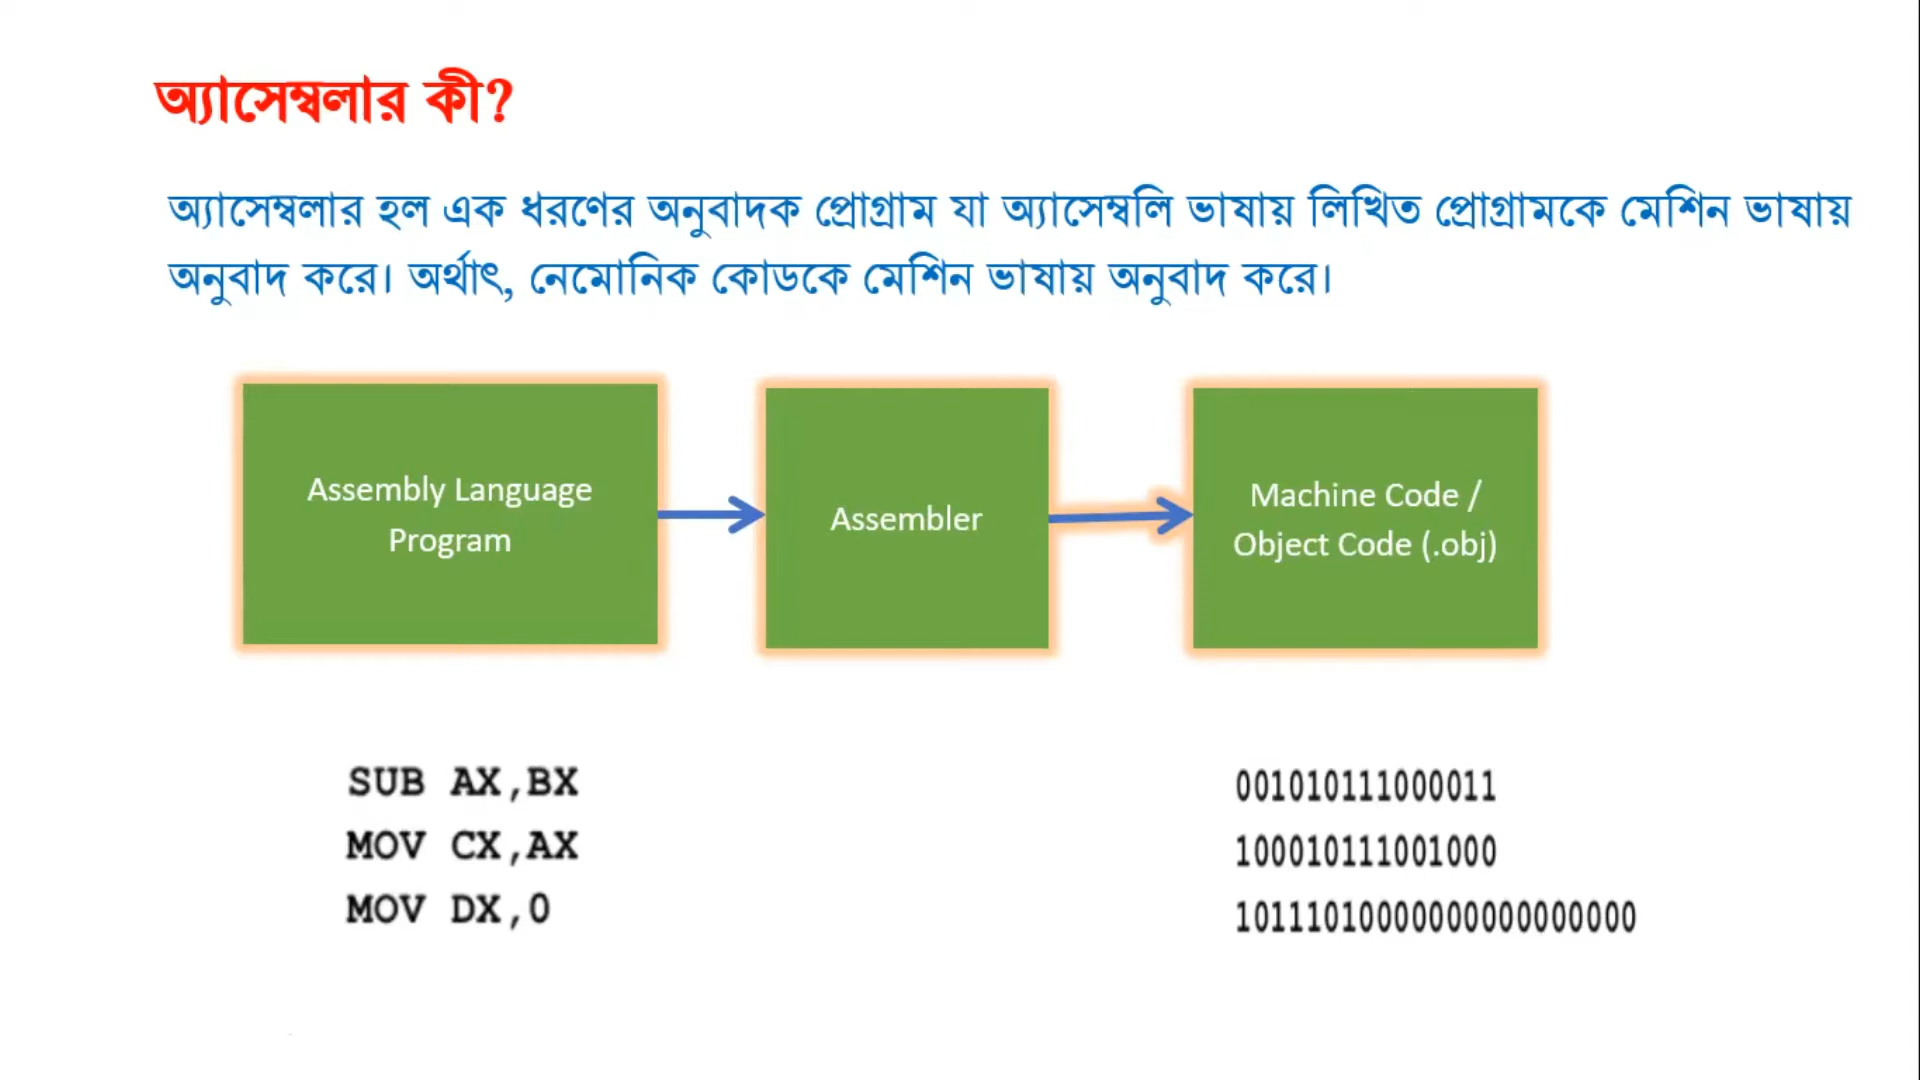 অ্যাসেম্বলার কী?
অ্যাসেম্বলার হল এক ধরণের অনুবাদক প্রোগ্রাম যা অ্যাসেম্বলি ভাষায় লিখিত প্রোগ্রামকে মেশিন ভাষায়
অনুবাদ করে। অর্থাৎ, নেমোনিক কোডকে মেশিন ভাষায় অনুবাদ করে।
Assembly Language
Program
Assembler
Machine Code /
Object Code (.obj)
SUB AX,BX
MOV CX,AX
MOV DX,0
001010111000011
100010111001000
10111010000000000000000